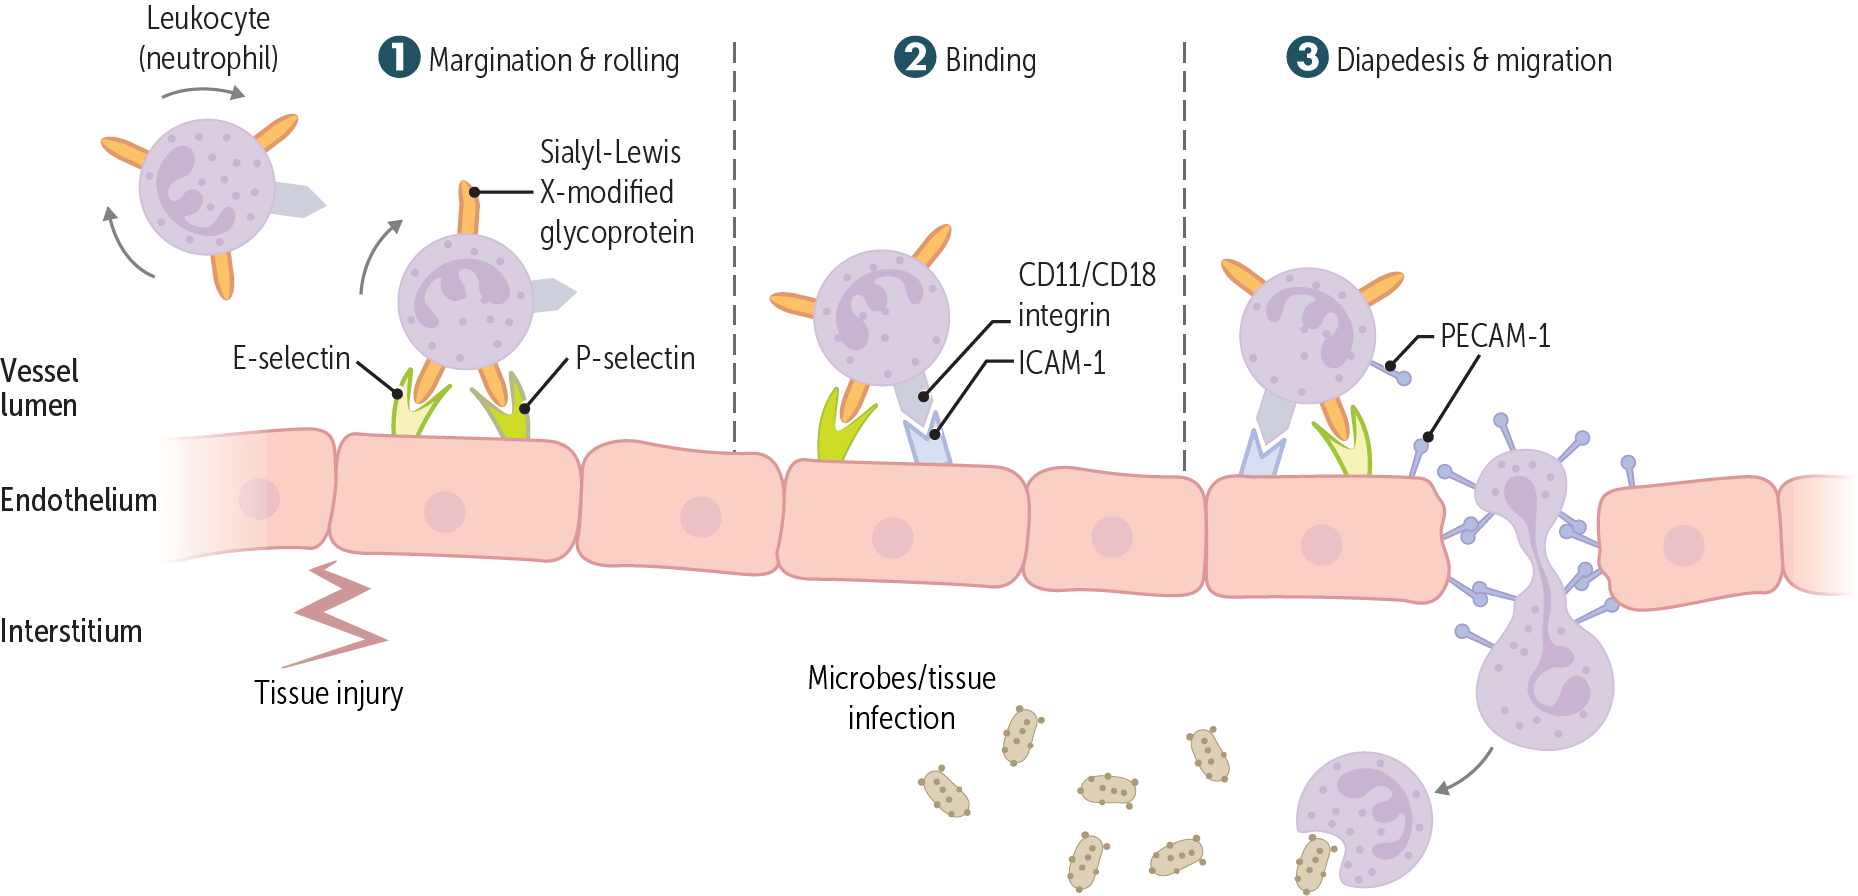 Leukocyte
(neutrophil)
1 Margination & rolling
2 Binding
3 Diapedesis & migration
Sialyl-Lewis
X-modified
glycoprotein
E-selectin
P-selectin
CD11/CD18
integrin
ICAM-1
PECAM-1
Vessel
lumen
Endothelium
Interstitium
Tissue injury
Microbes/tissue
infection